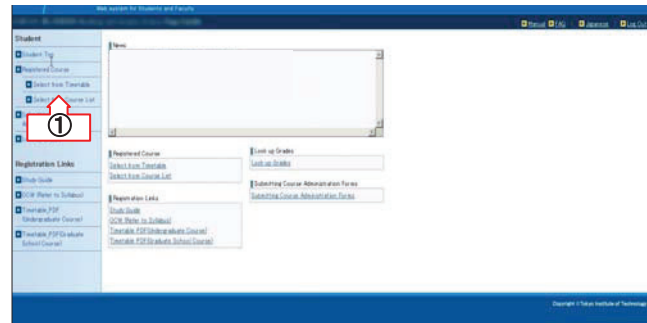 Web system for Students and Faculty
Manual FAQ Japanese Log Out
Student
Student Top
Registered Course
Select from Timetable
Select Course List
①
Registration Links
Study Guide
OCW (Refer to Syllabus)
Timetable_PDF
(Undergraduate Course)
Timetable_PDF(Graduate
School Course)
News
Registered Course
Select from Timetable
Select from Course List
Registration Links
Study Guide
OCW (Refer to Syllabus)
Timetable_PDF(Undergraduate Course)
Timetable_PDF(Graduate School Course)
Look up Grades
Look up Grades
Submitting Course Administration Forms
Submitting Course Administration Forms
Copyright © Tokyo Institute of Technology